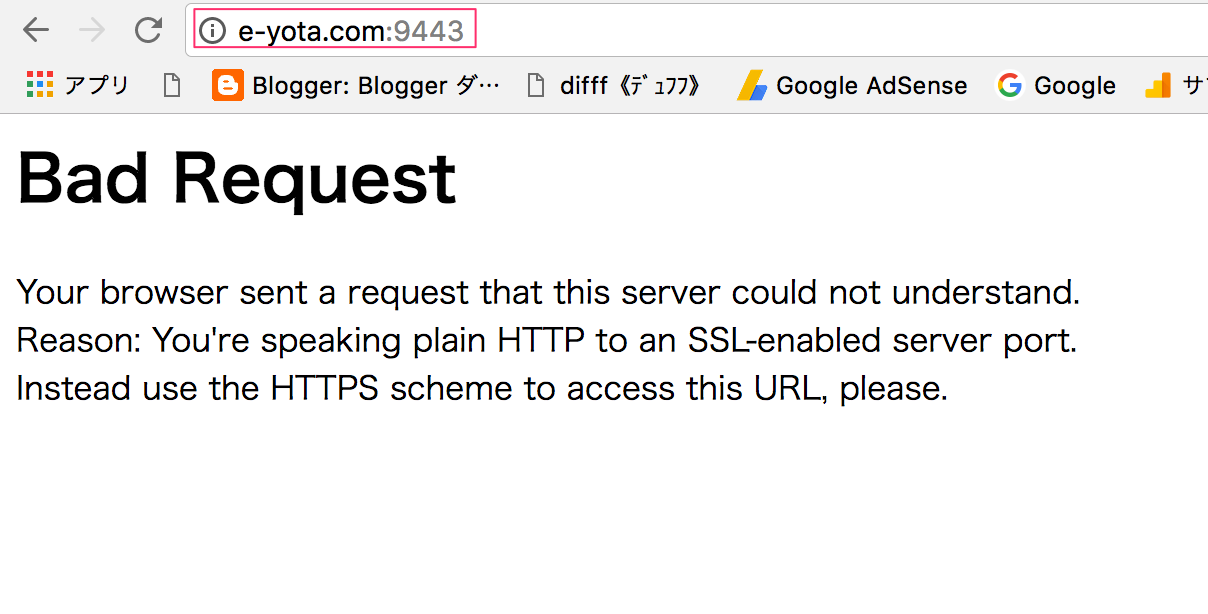 e-yota.com:9443
アプリ Blogger: Blogger ダ… difff《ﾃﾞｭﾌﾌ》 Google AdSense Google サ
Bad Request
Your browser sent a request that this server could not understand.
Reason: You're speaking plain HTTP to an SSL-enabled server port.
Instead use the HTTPS scheme to access this URL, please.